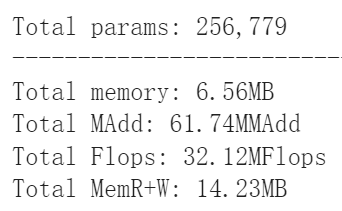 Total params: 256,779
-------------------------
Total memory: 6.56MB
Total MAdd: 61.74MMAdd
Total Flops: 32.12MFlops
Total MemR+W: 14.23MB